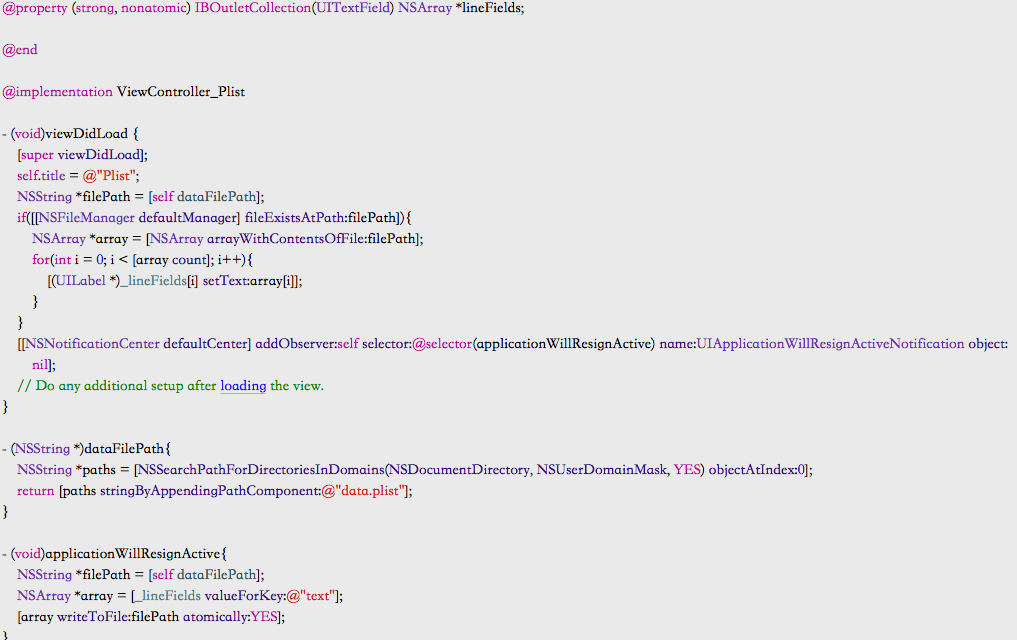 @property (strong, nonatomic) IBOutletCollection(UITextField) NSArray *lineFields;
@end
@implementation ViewController_Plist
- (void)viewDidLoad {
[super viewDidLoad];
self.title = @"Plist";
NSString *filePath = [self dataFilePath];
if([[NSFileManager defaultManager] fileExistsAtPath:filePath]){
NSArray *array = [NSArray arrayWithContentsOfFile:filePath];
for(int i = 0; i < [array count]; i++){
[(UILabel *)_lineFields[i] setText:array[i]];
}
}
[[NSNotificationCenter defaultCenter] addObserver:self selector:@selector(applicationWillResignActive) name:UIApplicationWillResignActiveNotification object:
nil];
// Do any additional setup after loading the view.
}
- (NSString *)dataFilePath{
NSString *paths = [NSSearchPathForDirectoriesInDomains(NSDocumentDirectory, NSUserDomainMask, YES) objectAtIndex:0];
return [paths stringByAppendingPathComponent:@"data.plist"];
}
- (void)applicationWillResignActive{
NSString *filePath = [self dataFilePath];
NSArray *array = [_lineFields valueForKey:@"text"];
[array writeToFile:filePath atomically:YES];
}